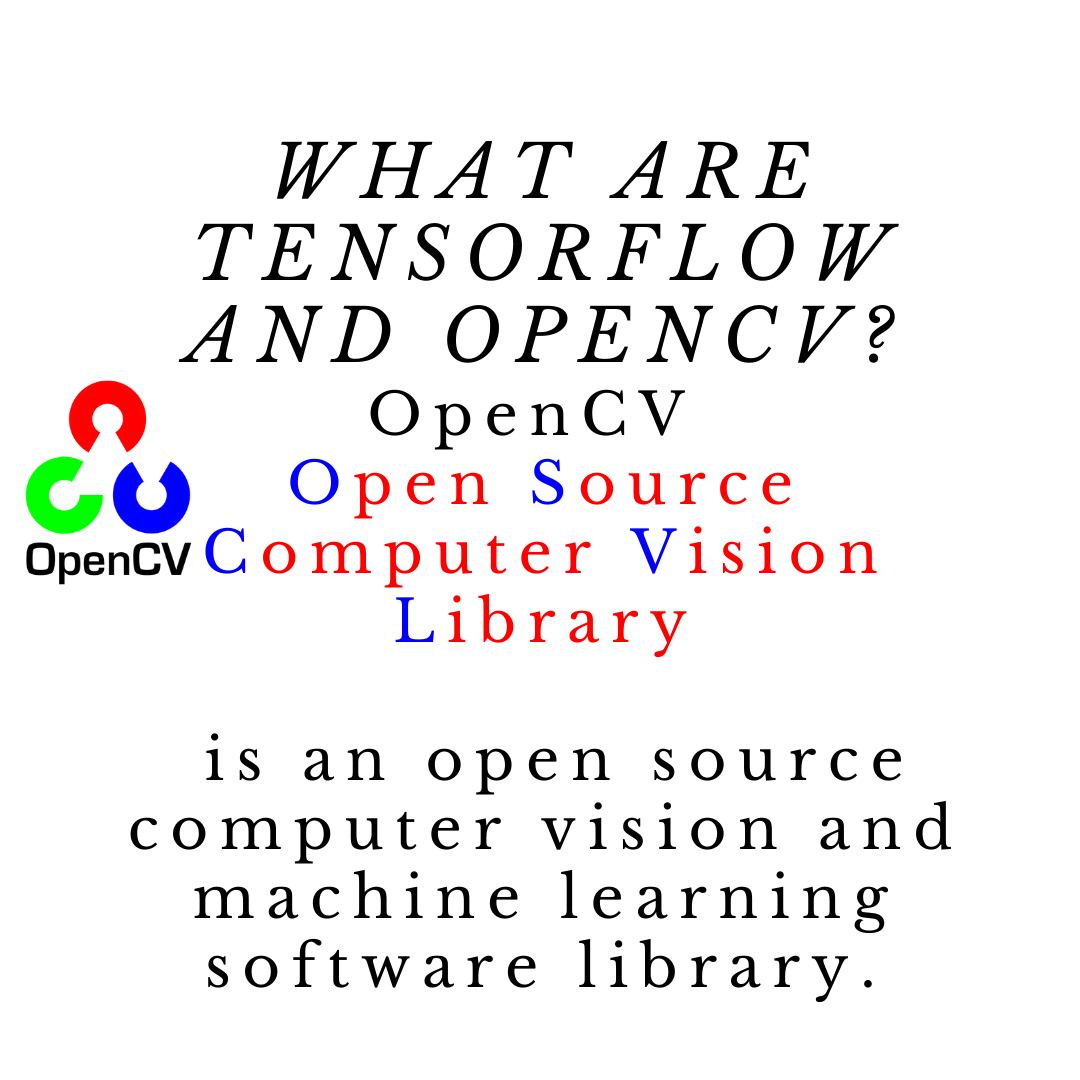 WHAT ARE
TENSORFLOW
AND OPENCV?
OpenCV
Open Source
Computer Vision
Library
OpenCV
is an open source
computer vision and
machine learning
software library.